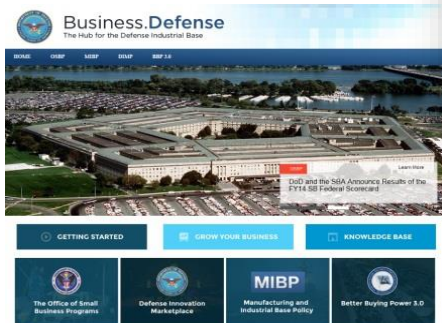 Business.Defense
The Hub for the Defense Industrial Base
HOME OSBP MIBP DIMP BBP 3.0
Learn More
DoD and the SBA Announce Results of the
FY14 SB Federal Scorecard
GETTING STARTED
GROW YOUR BUSINESS
KNOWLEDGE BASE
The Office of Small
Business Programs
Defense Innovation
Marketplace
MIBP
Manufacturing and
Industrial Base Policy
Better Buying Power 3.0